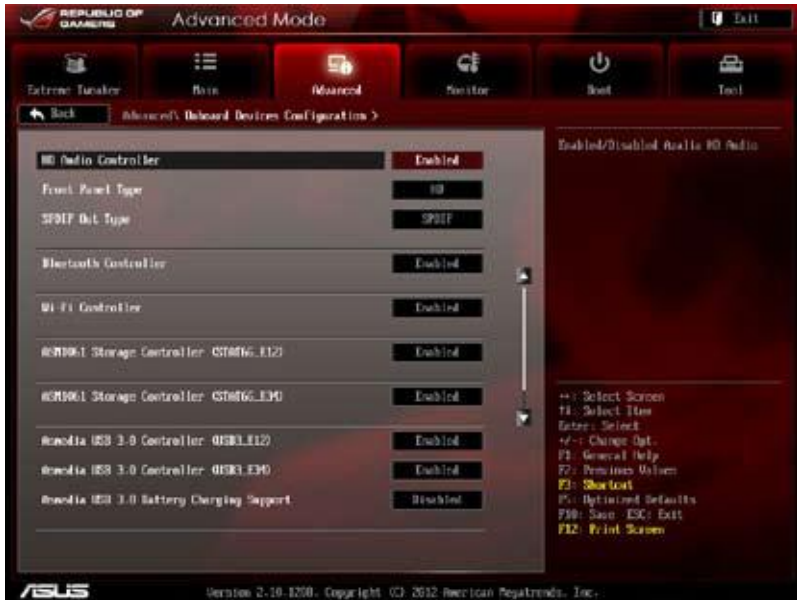 REPUBLIC OF GAMERS
Advanced Mode
Exit
Extreme Tweaker
Main
Advanced
Monitor
Boot
Tool
Back
Advanced\ Onboard Devices Configuration >
HD Audio Controller Enabled
Front Panel Type HD
SPDIF Out Type SPDIF
Bluetooth Controller Enabled
Wi-Fi Controller Enabled
ASM1061 Storage Controller (SATA6G_E12) Enabled
ASM1061 Storage Controller (SATA6G_E34) Enabled
Asmedia USB 3.0 Controller (USB3_E12) Enabled
Asmedia USB 3.0 Controller (USB3_E34) Enabled
Asmedia USB 3.0 Battery Charging Support Disabled
Enabled/Disabled Azalia HD Audio
→←: Select Screen
↑↓: Select Item
Enter: Select
+/-: Change Opt.
F1: General Help
F2: Previous Values
F3: Shortcut
F5: Optimized Defaults
F10: Save ESC: Exit
F12: Print Screen
ASUS
Version 2.10.1208. Copyright (C) 2012 American Megatrends, Inc.